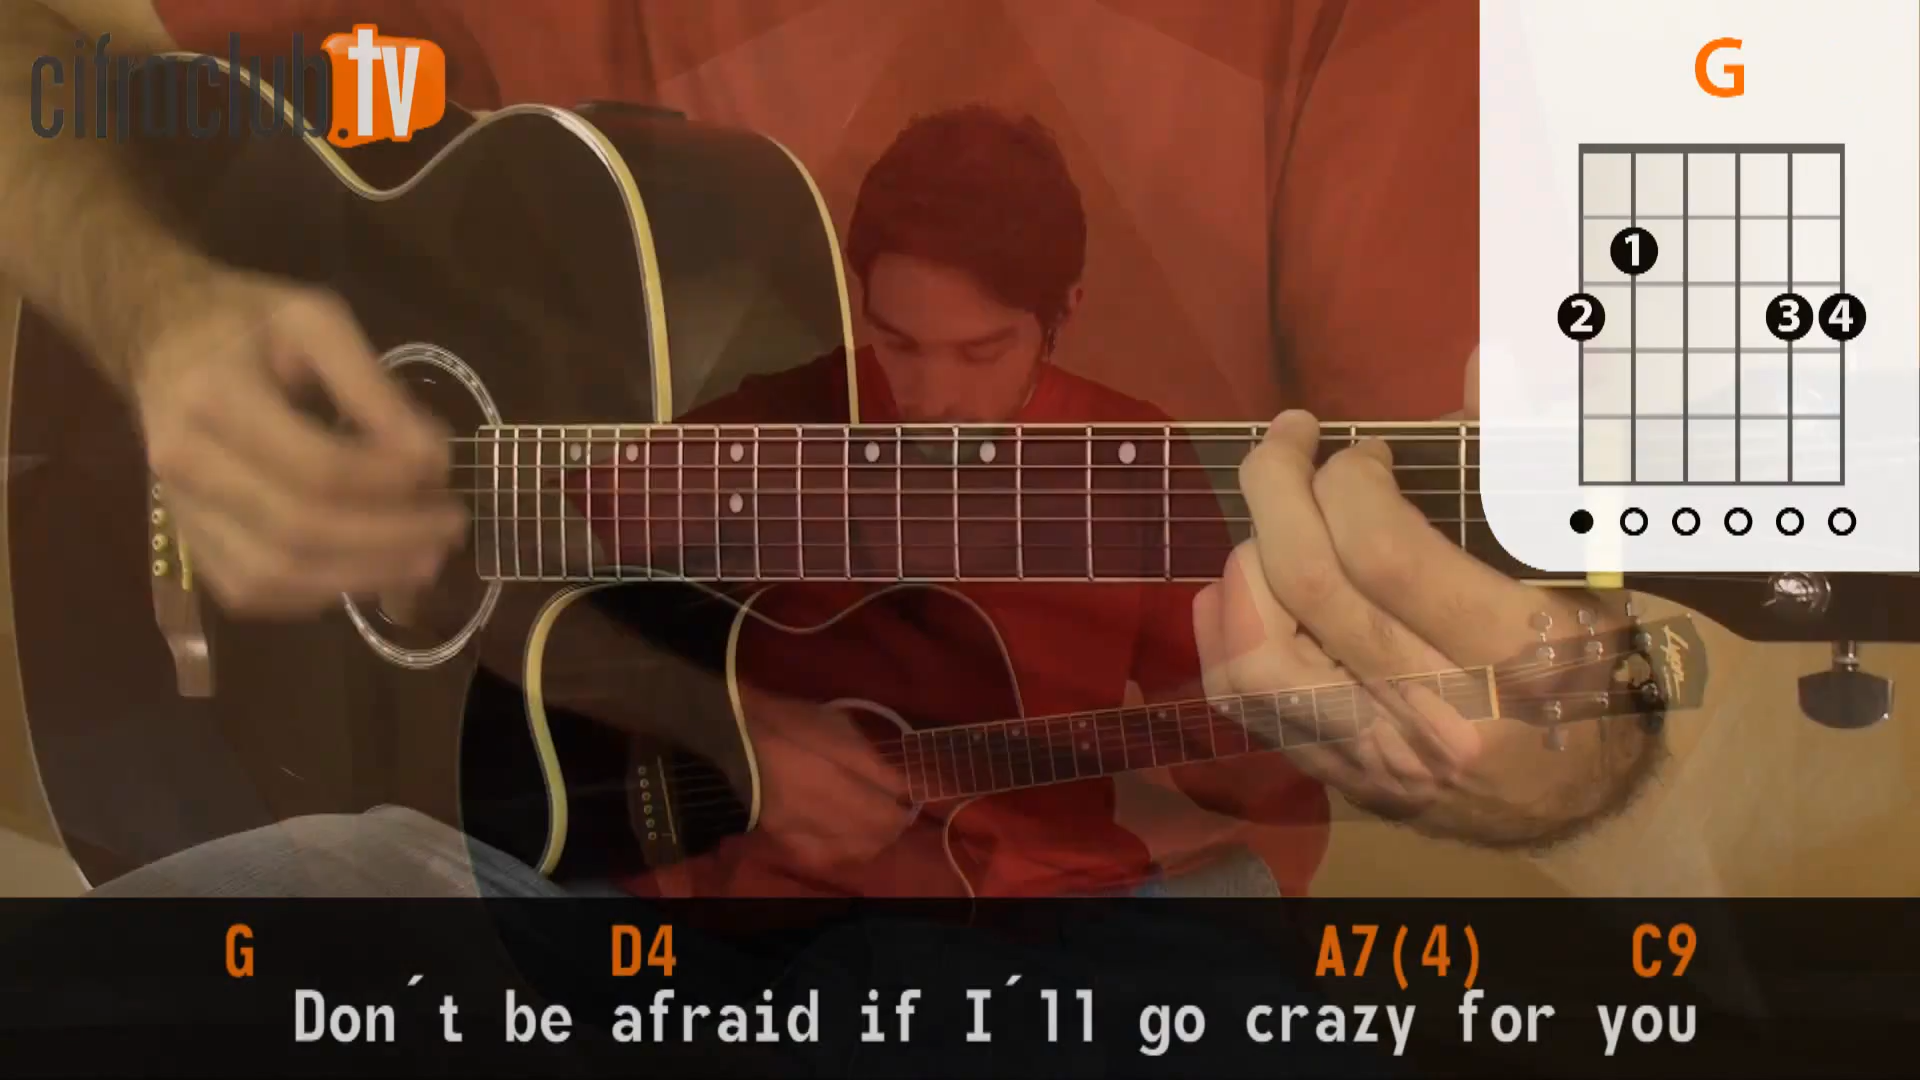 cifraclub.tv
G
1
2 3 4
G D4 A7(4) C9
Don´t be afraid if I´ll go crazy for you